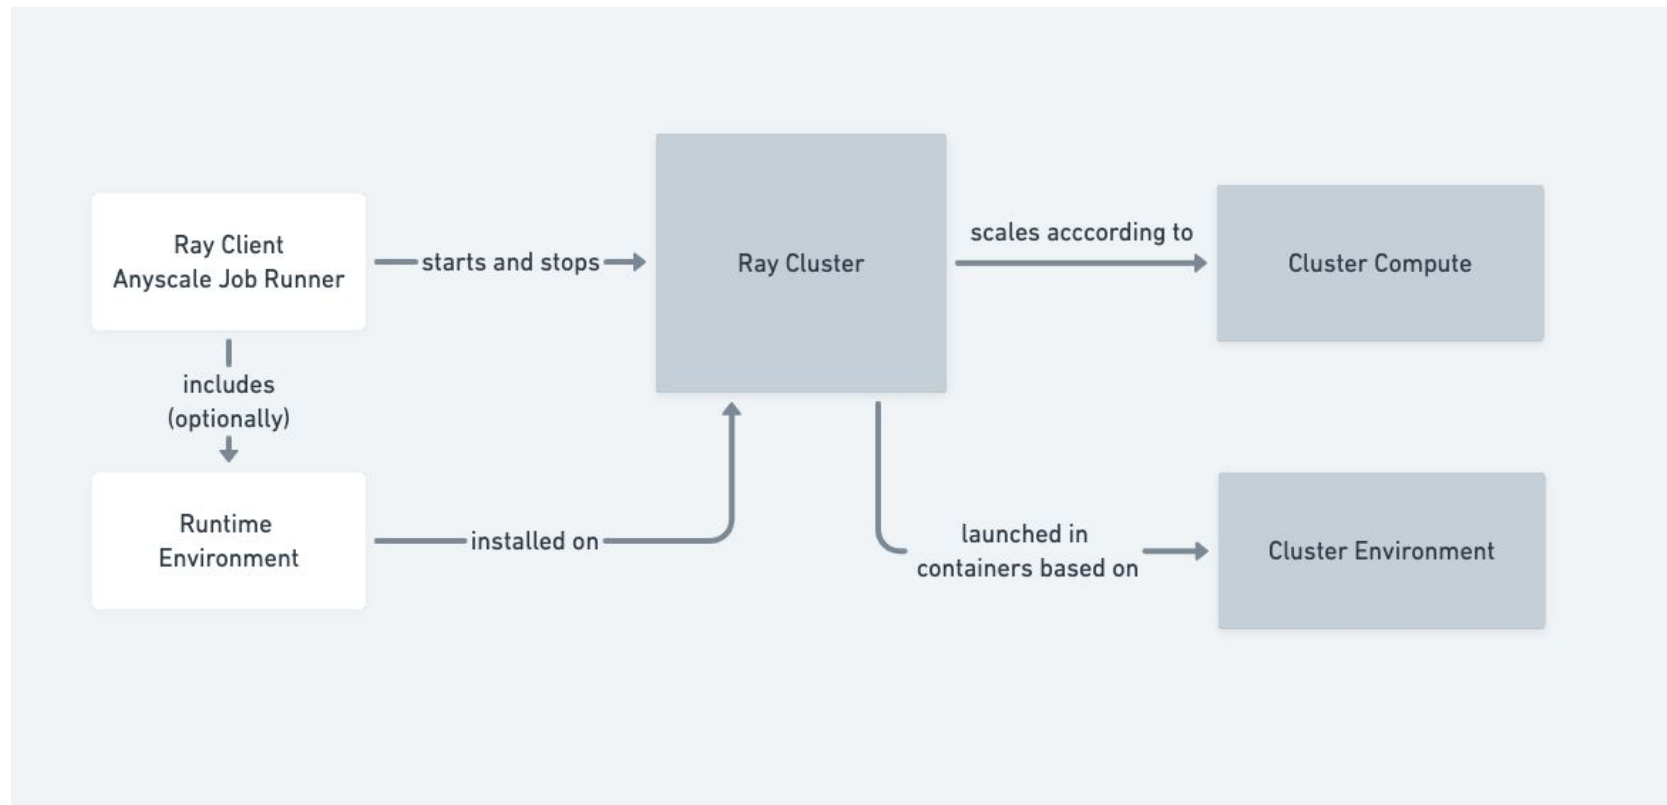 Ray Client
Anyscale Job Runner
starts and stops
Ray Cluster
scales acccording to
Cluster Compute
includes
(optionally)
Runtime
Environment
installed on
launched in
containers based on
Cluster Environment